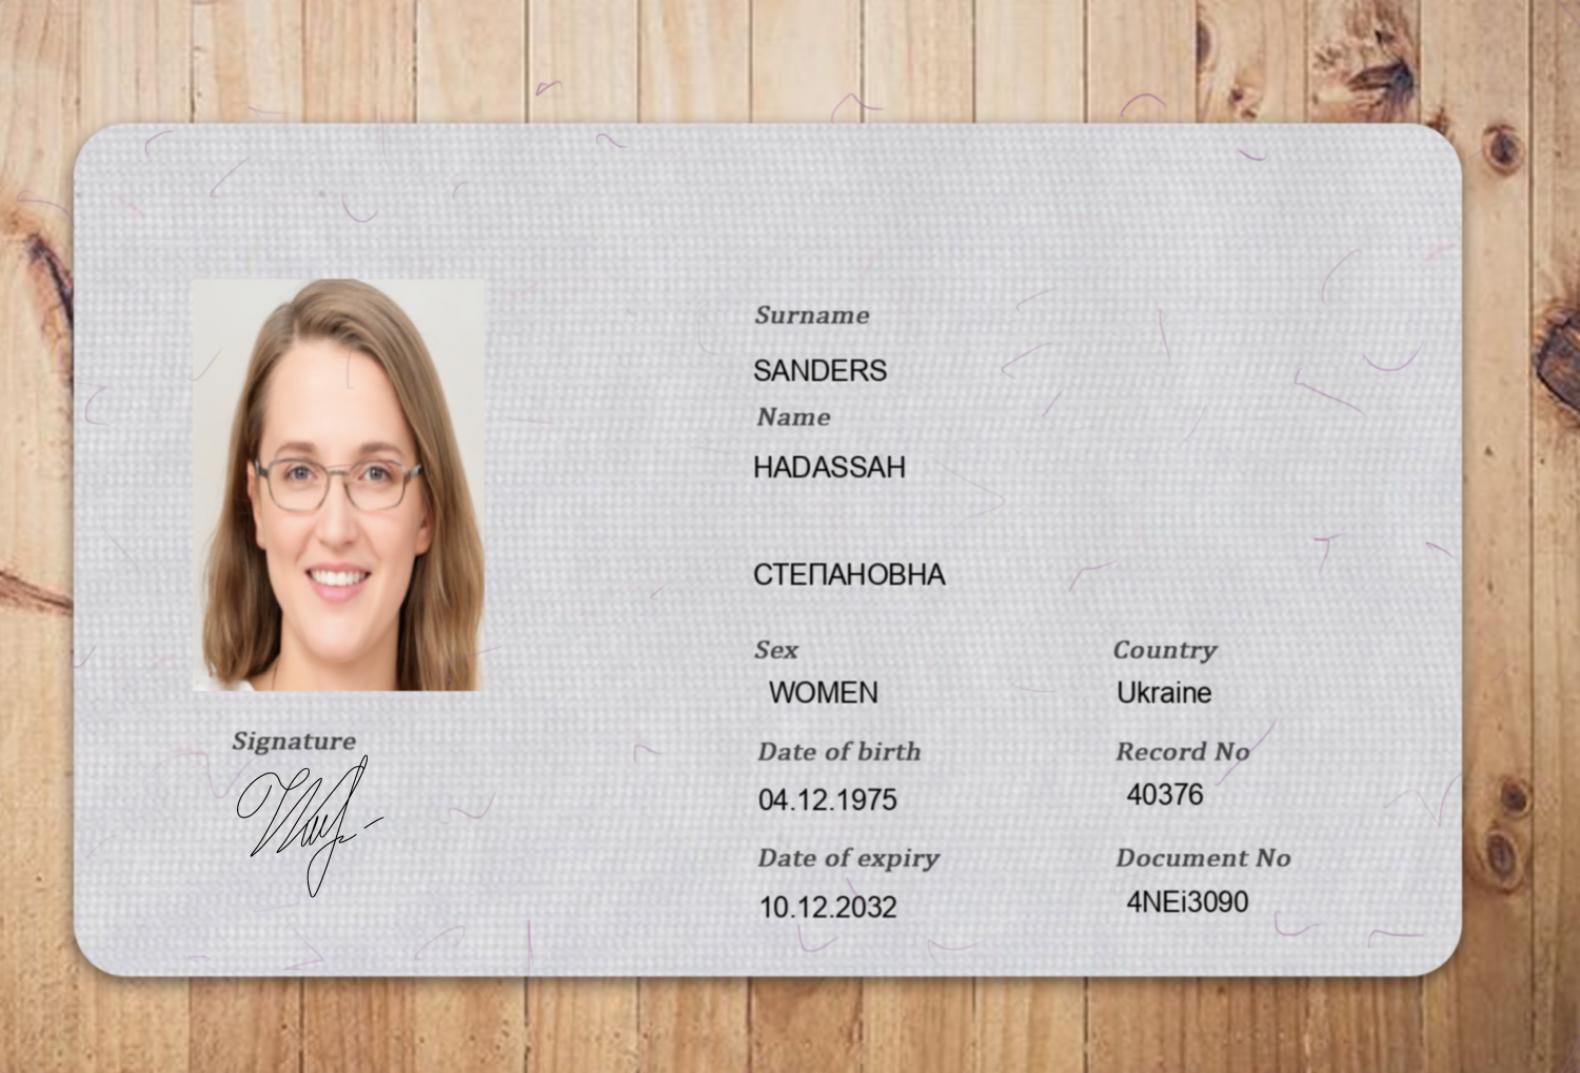 Surname
SANDERS
Name
HADASSAH
СТЕПАНОВНА
Sex
Country
WOMEN
Ukraine
Date of birth
Record No
04.12.1975
40376
Date of expiry
Document No
10.12.2032
4NEi3090
Signature